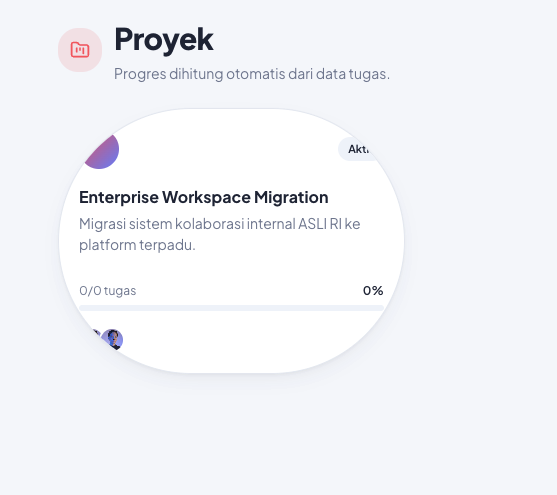 Proyek
Progres dihitung otomatis dari data tugas.
Enterprise Workspace Migration
Migrasi sistem kolaborasi internal ASLI RI ke
platform terpadu.
0/0 tugas 0%